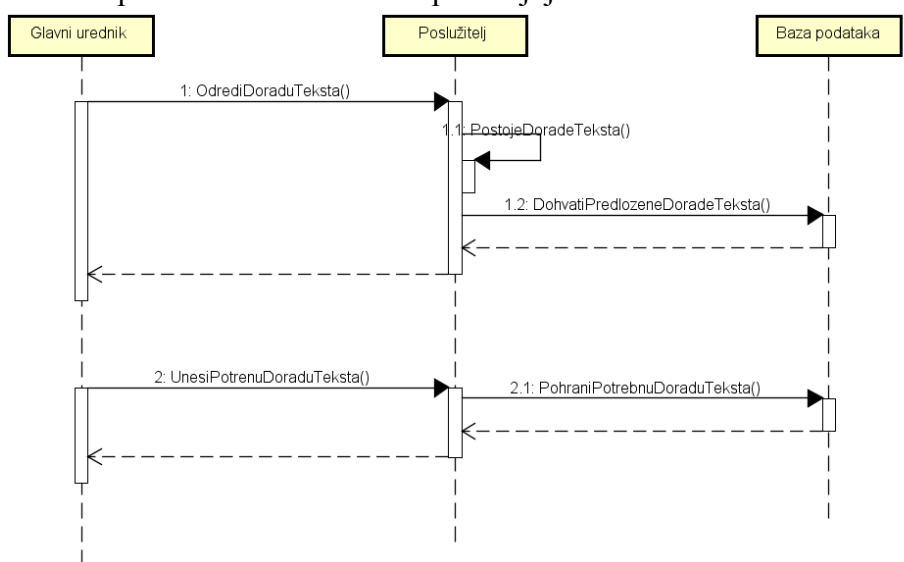 Glavni urednik
Poslužitelj
Baza podataka
1: OdrediDoraduTeksta()
1.1: PostojeDoradeTeksta()
1.2: DohvatiPredlozeneDoradeTeksta()
2: UnesiPotrenuDoraduTeksta()
2.1: PohraniPotrebnuDoraduTeksta()